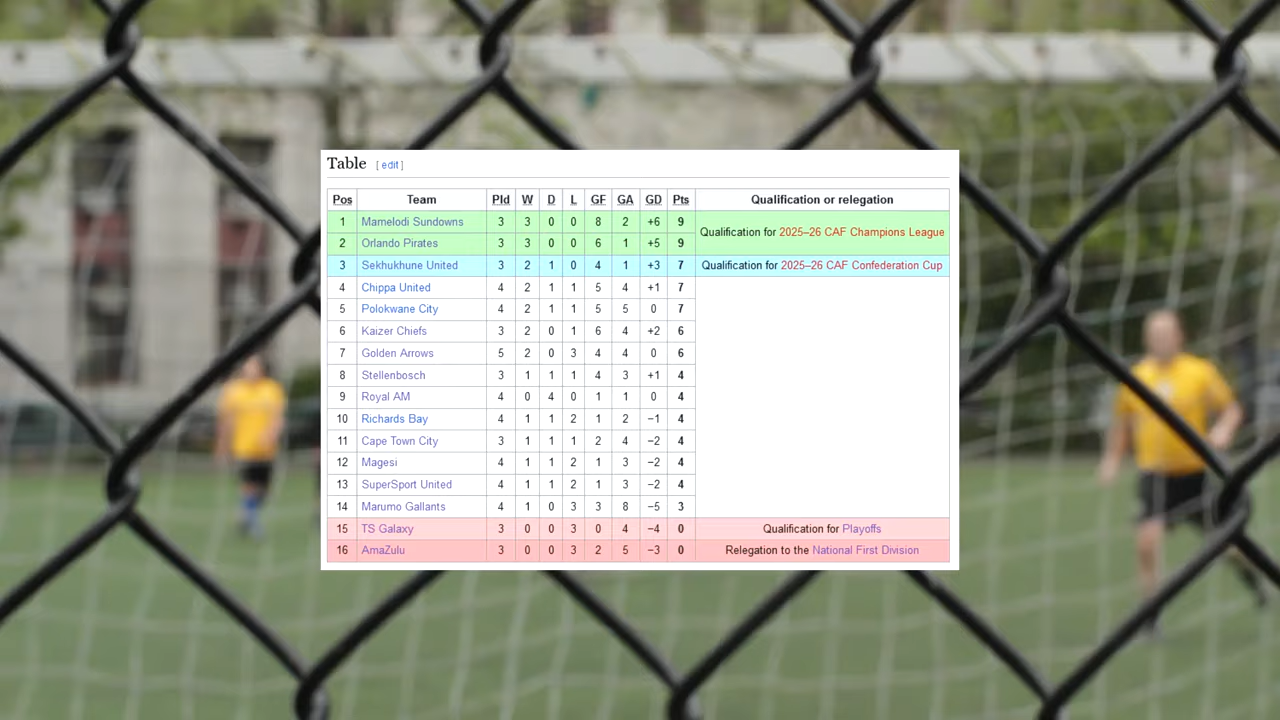 Table [ edit ]
Pos Team Pld W D L GF GA GD Pts Qualification or relegation
1 Mamelodi Sundowns 3 3 0 0 8 2 +6 9 Qualification for 2025–26 CAF Champions League
2 Orlando Pirates 3 3 0 0 6 1 +5 9
3 Sekhukhune United 3 2 1 0 4 1 +3 7 Qualification for 2025–26 CAF Confederation Cup
4 Chippa United 4 2 1 1 5 4 +1 7
5 Polokwane City 4 2 1 1 5 5 0 7
6 Kaizer Chiefs 3 2 0 1 6 4 +2 6
7 Golden Arrows 5 2 0 3 4 4 0 6
8 Stellenbosch 3 1 1 1 4 3 +1 4
9 Royal AM 4 0 4 0 1 1 0 4
10 Richards Bay 4 1 1 2 1 2 −1 4
11 Cape Town City 3 1 1 1 2 4 −2 4
12 Magesi 4 1 1 2 1 3 −2 4
13 SuperSport United 4 1 1 2 1 3 −2 4
14 Marumo Gallants 4 1 0 3 3 8 −5 3
15 TS Galaxy 3 0 0 3 0 4 −4 0 Qualification for Playoffs
16 AmaZulu 3 0 0 3 2 5 −3 0 Relegation to the National First Division